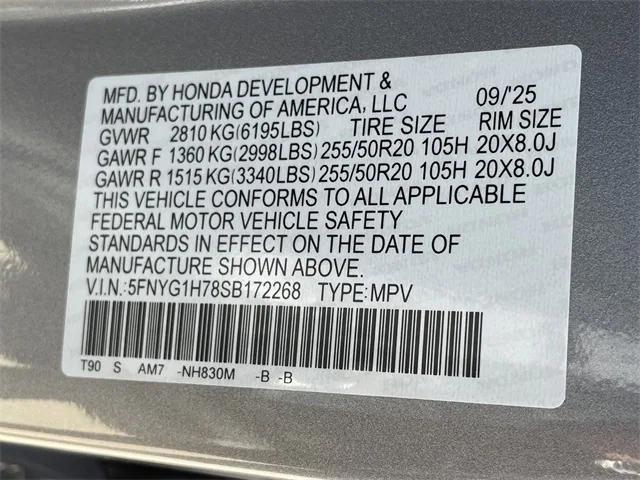 MFD. BY HONDA DEVELOPMENT &
MANUFACTURING OF AMERICA, LLC 09/'25
GVWR 2810 KG(6195LBS) TIRE SIZE RIM SIZE
GAWR F 1360 KG(2998LBS) 255/50R20 105H 20X8.0J
GAWR R 1515 KG(3340LBS) 255/50R20 105H 20X8.0J
THIS VEHICLE CONFORMS TO ALL APPLICABLE
FEDERAL MOTOR VEHICLE SAFETY
STANDARDS IN EFFECT ON THE DATE OF
MANUFACTURE SHOWN ABOVE.
V.I.N.:5FNYG1H78SB172268 TYPE:MPV
T90 S AM7 -NH830M -B -B